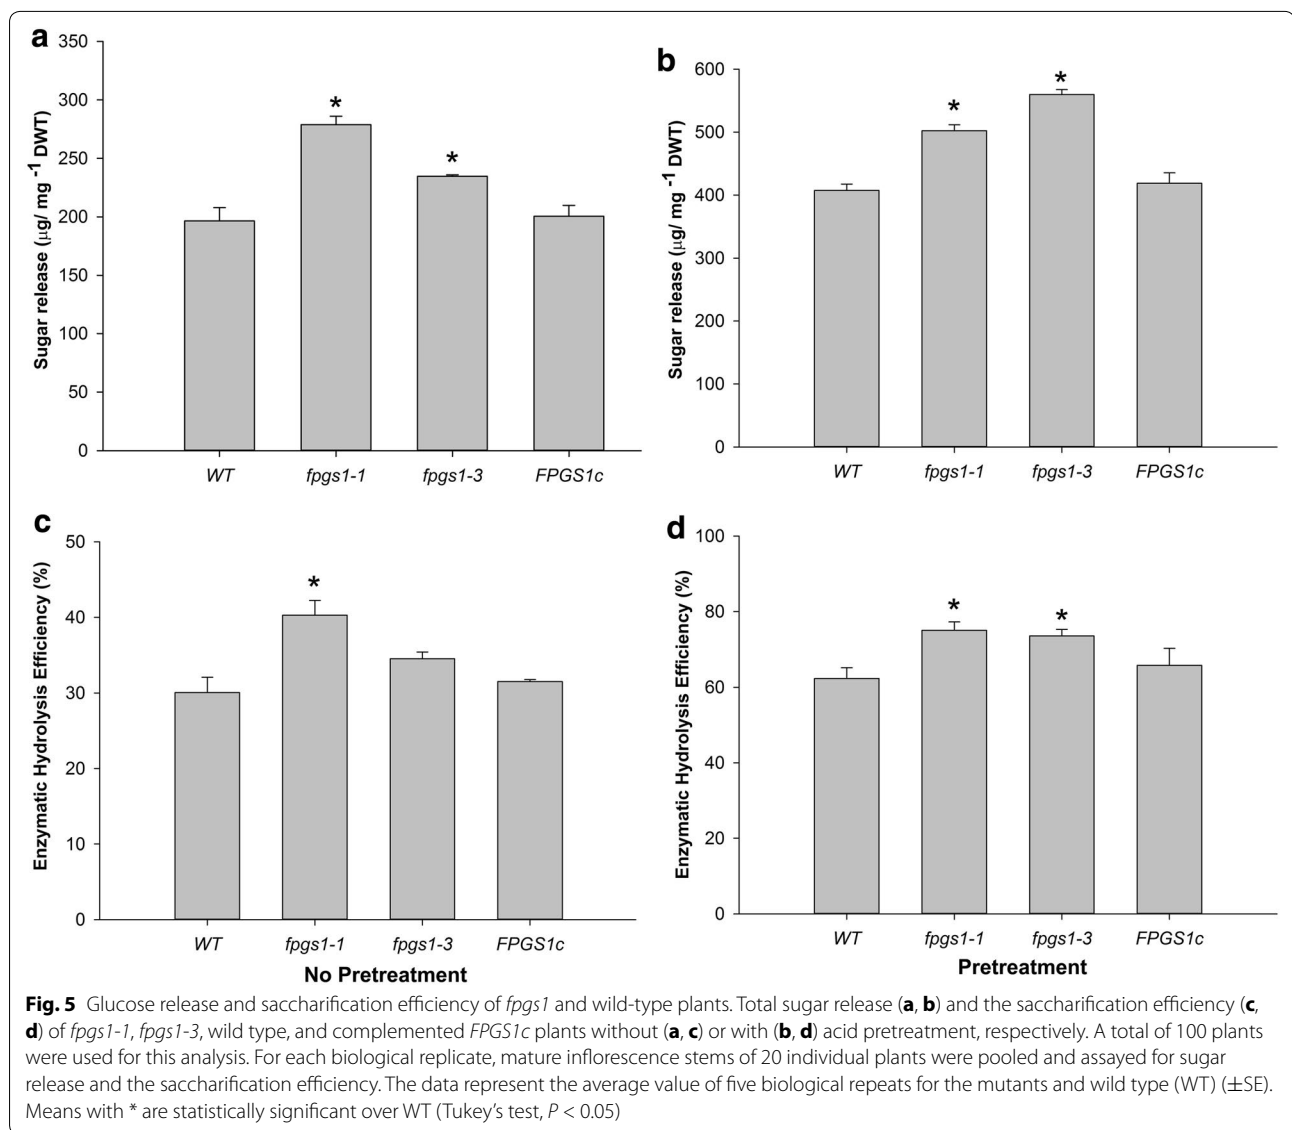 a
350
300
250
200
150
100
50
0
Sugar release (µg/ mg -1 DWT)
*
*
WT fpgs1-1 fpgs1-3 FPGS1c
b
600
500
400
300
200
100
0
Sugar release (µg/ mg -1 DWT)
*
*
WT fpgs1-1 fpgs1-3 FPGS1c
c
50
40
30
20
10
0
Enzymatic Hydrolysis Efficiency (%)
*
WT fpgs1-1 fpgs1-3 FPGS1c
No Pretreatment
d
100
80
60
40
20
0
Enzymatic Hydrolysis Efficiency (%)
*
*
WT fpgs1-1 fpgs1-3 FPGS1c
Pretreatment
Fig. 5 Glucose release and saccharification efficiency of fpgs1 and wild-type plants. Total sugar release (a, b) and the saccharification efficiency (c,
d) of fpgs1-1, fpgs1-3, wild type, and complemented FPGS1c plants without (a, c) or with (b, d) acid pretreatment, respectively. A total of 100 plants
were used for this analysis. For each biological replicate, mature inflorescence stems of 20 individual plants were pooled and assayed for sugar
release and the saccharification efficiency. The data represent the average value of five biological repeats for the mutants and wild type (WT) (±SE).
Means with * are statistically significant over WT (Tukey's test, P < 0.05)